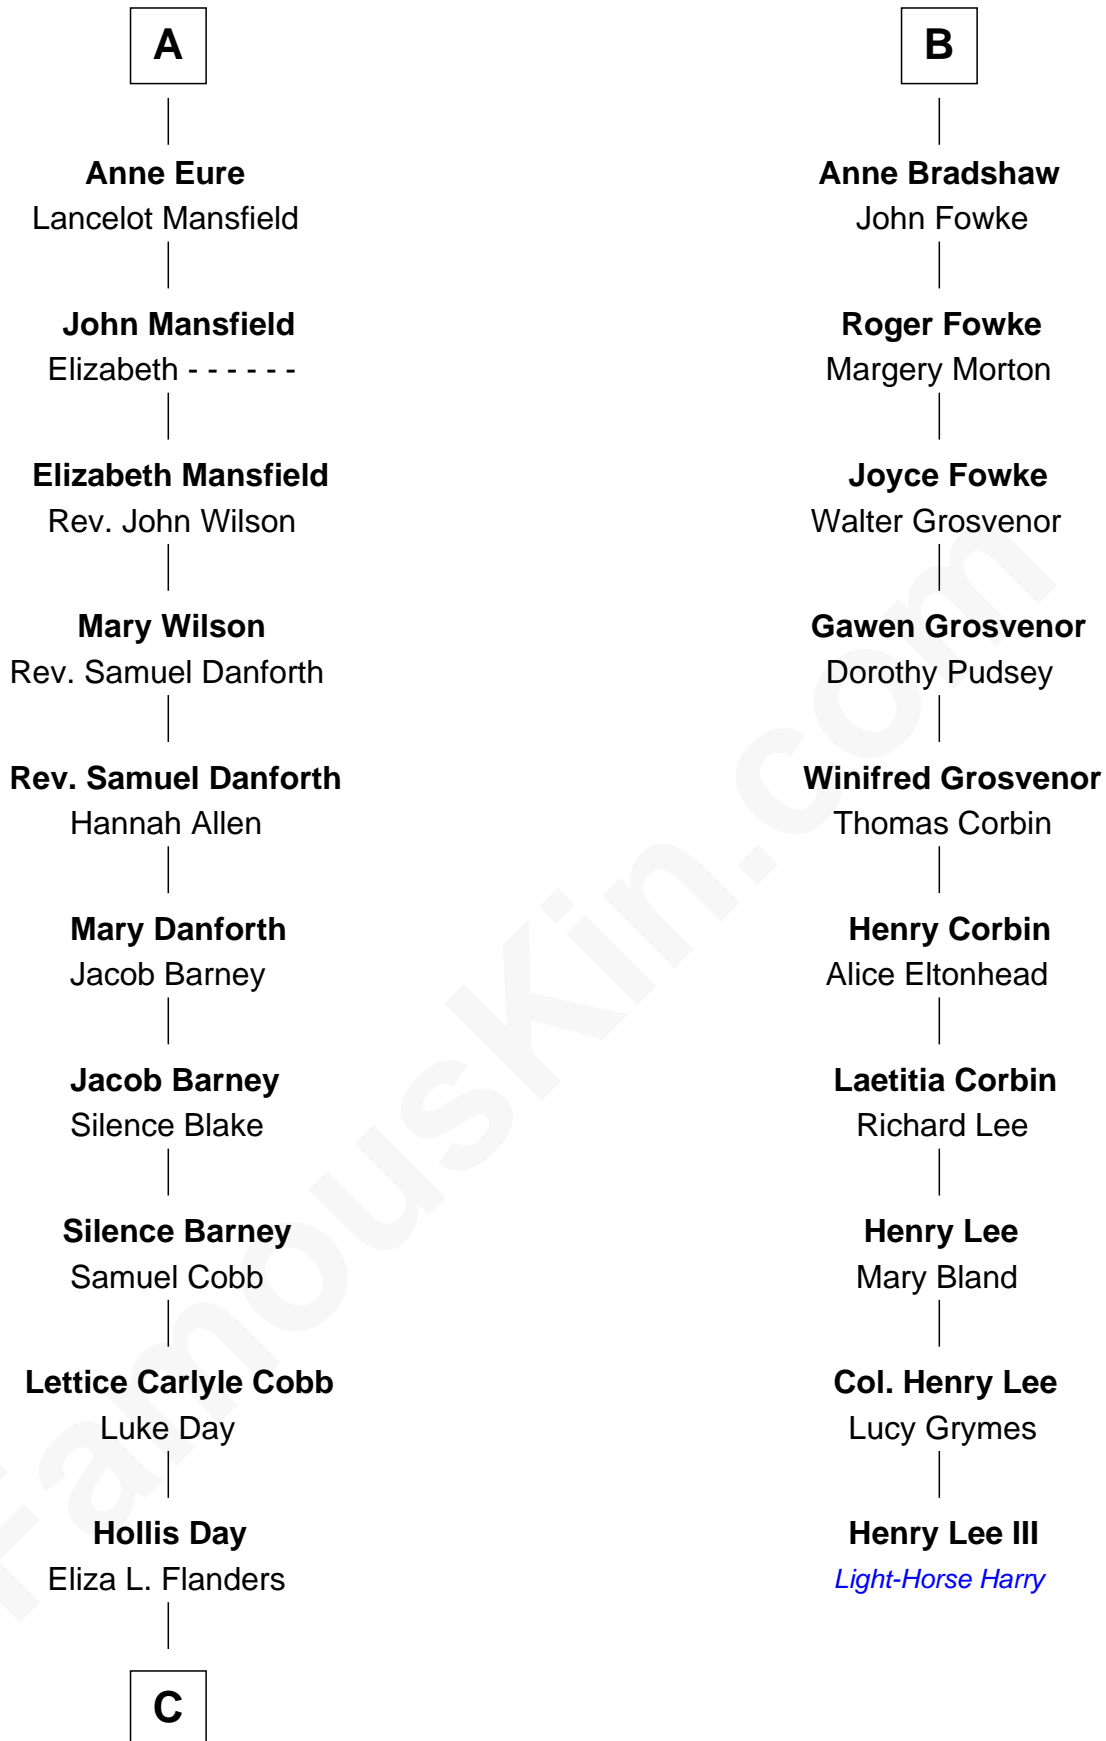 A
Anne Eure
Lancelot Mansfield
John Mansfield
Elizabeth - - - - - -
Elizabeth Mansfield
Rev. John Wilson
Mary Wilson
Rev. Samuel Danforth
Rev. Samuel Danforth
Hannah Allen
Mary Danforth
Jacob Barney
Jacob Barney
Silence Blake
Silence Barney
Samuel Cobb
Lettice Carlyle Cobb
Luke Day
Hollis Day
Eliza L. Flanders
C
B
Anne Bradshaw
John Fowke
Roger Fowke
Margery Morton
Joyce Fowke
Walter Grosvenor
Gawen Grosvenor
Dorothy Pudsey
Winifred Grosvenor
Thomas Corbin
Henry Corbin
Alice Eltonhead
Laetitia Corbin
Richard Lee
Henry Lee
Mary Bland
Col. Henry Lee
Lucy Grymes
Henry Lee III
Light-Horse Harry
FamousKin.com